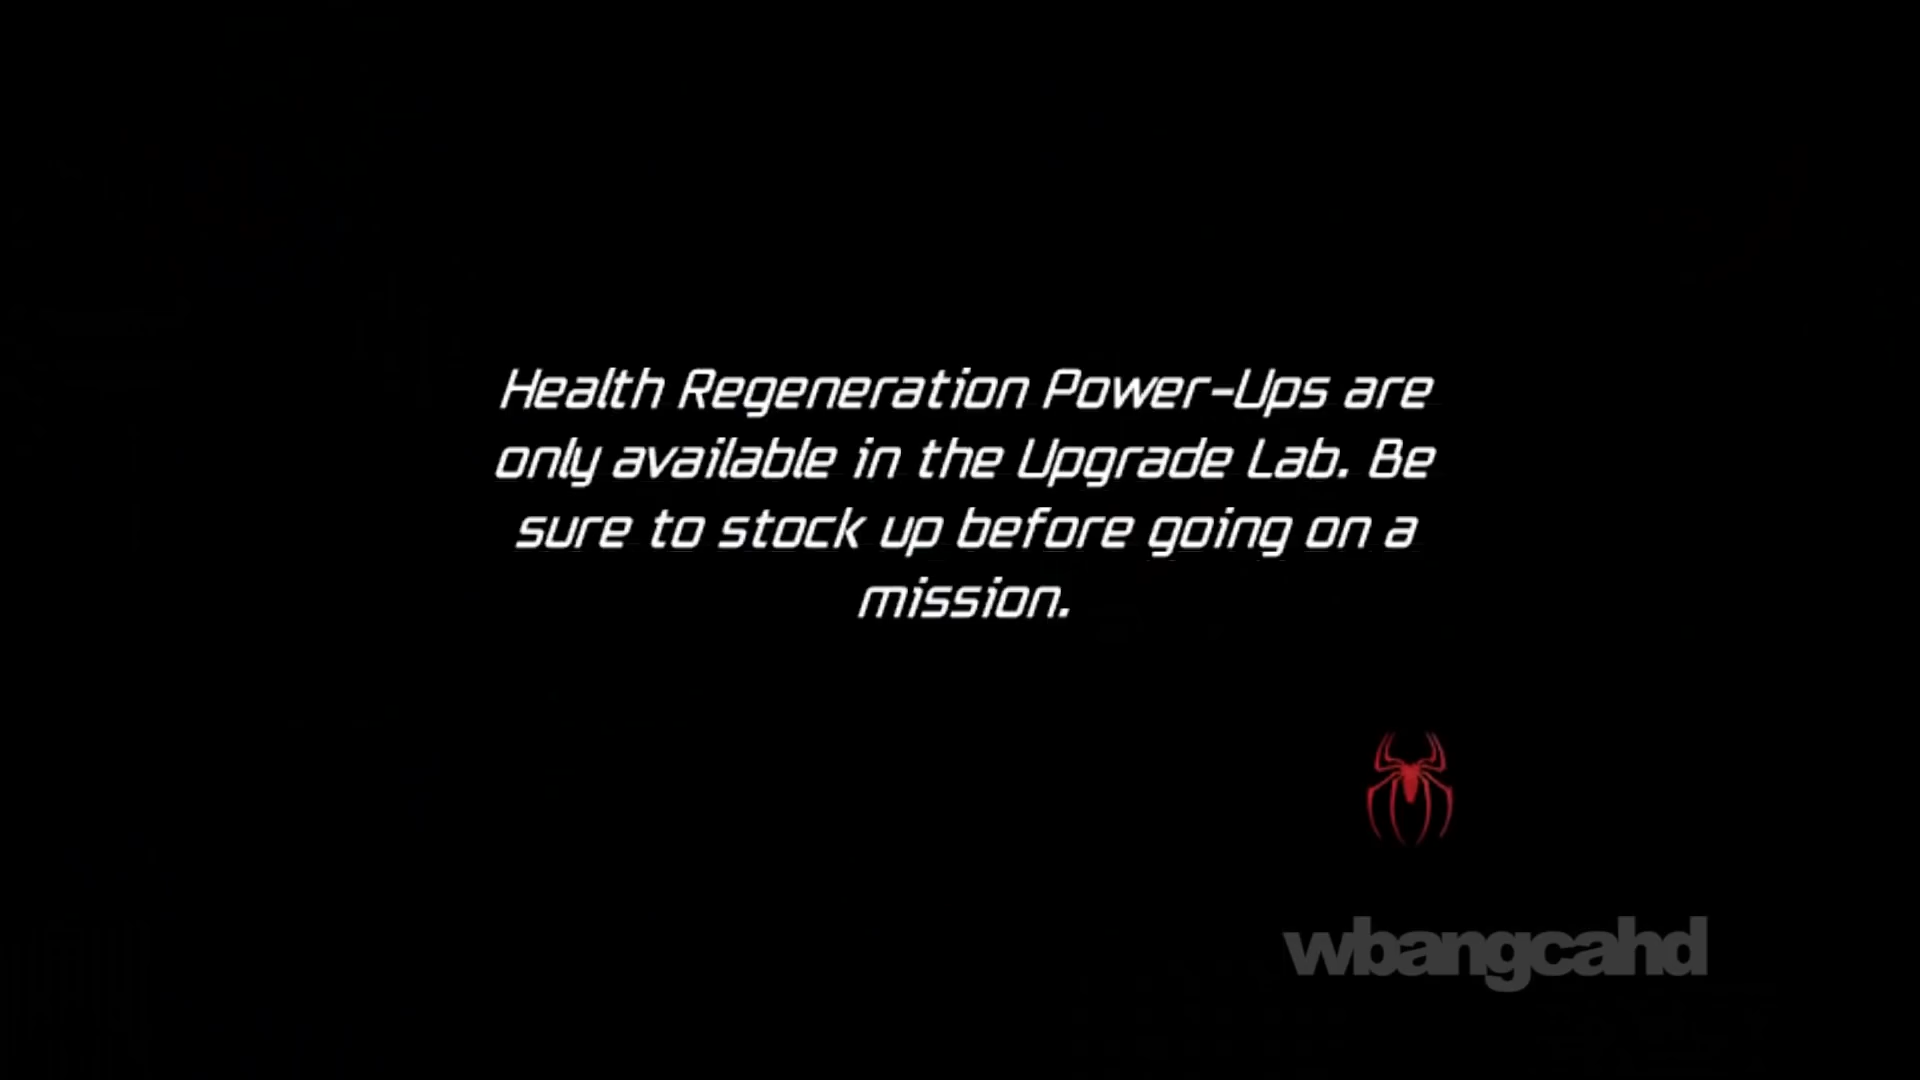 Health Regeneration Power-Ups are
only available in the Upgrade Lab. Be
sure to stock up before going on a
mission.
wbangcahd